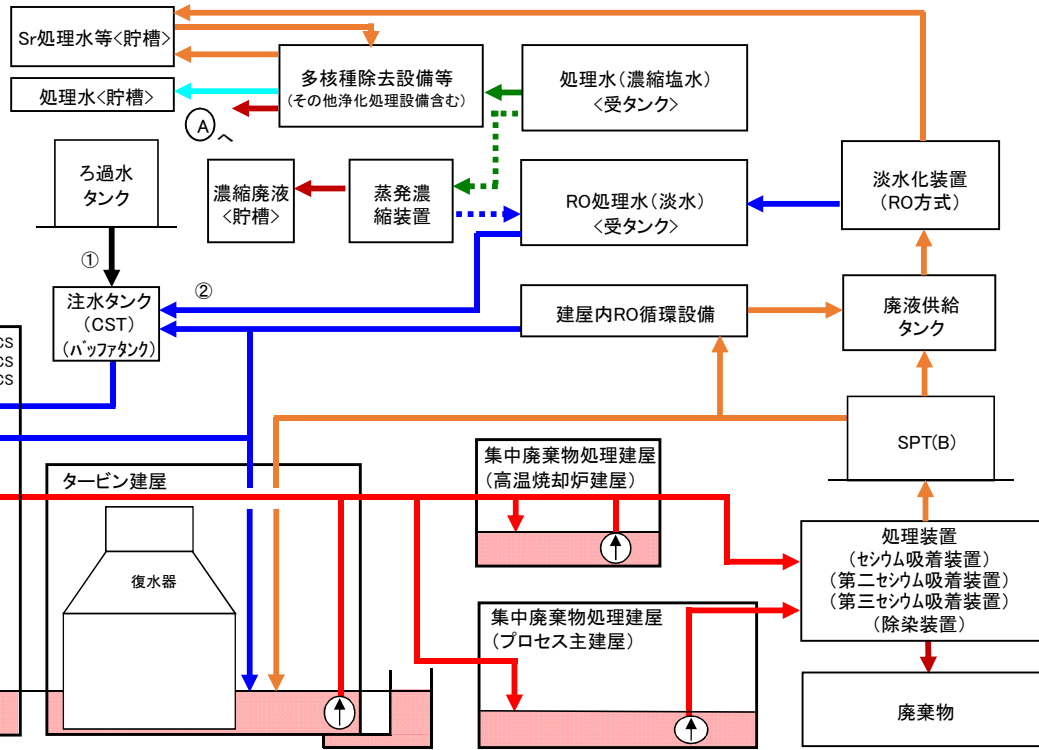 Sr処理水等<貯槽>
処理水<貯槽>
多核種除去設備等
(その他浄化処理設備含む)
A へ
処理水(濃縮塩水)
<受タンク>
ろ過水
タンク
濃縮廃液
<貯槽>
蒸発濃
縮装置
RO処理水(淡水)
<受タンク>
淡水化装置
(RO方式)
①
②
注水タンク
(CST)
(バッファタンク)
建屋内RO循環設備
廃液供給
タンク
CS
CS
CS
SPT(B)
タービン建屋
復水器
集中廃棄物処理建屋
(高温焼却炉建屋)
集中廃棄物処理建屋
(プロセス主建屋)
処理装置
(セシウム吸着装置)
(第二セシウム吸着装置)
(第三セシウム吸着装置)
(除染装置)
廃棄物